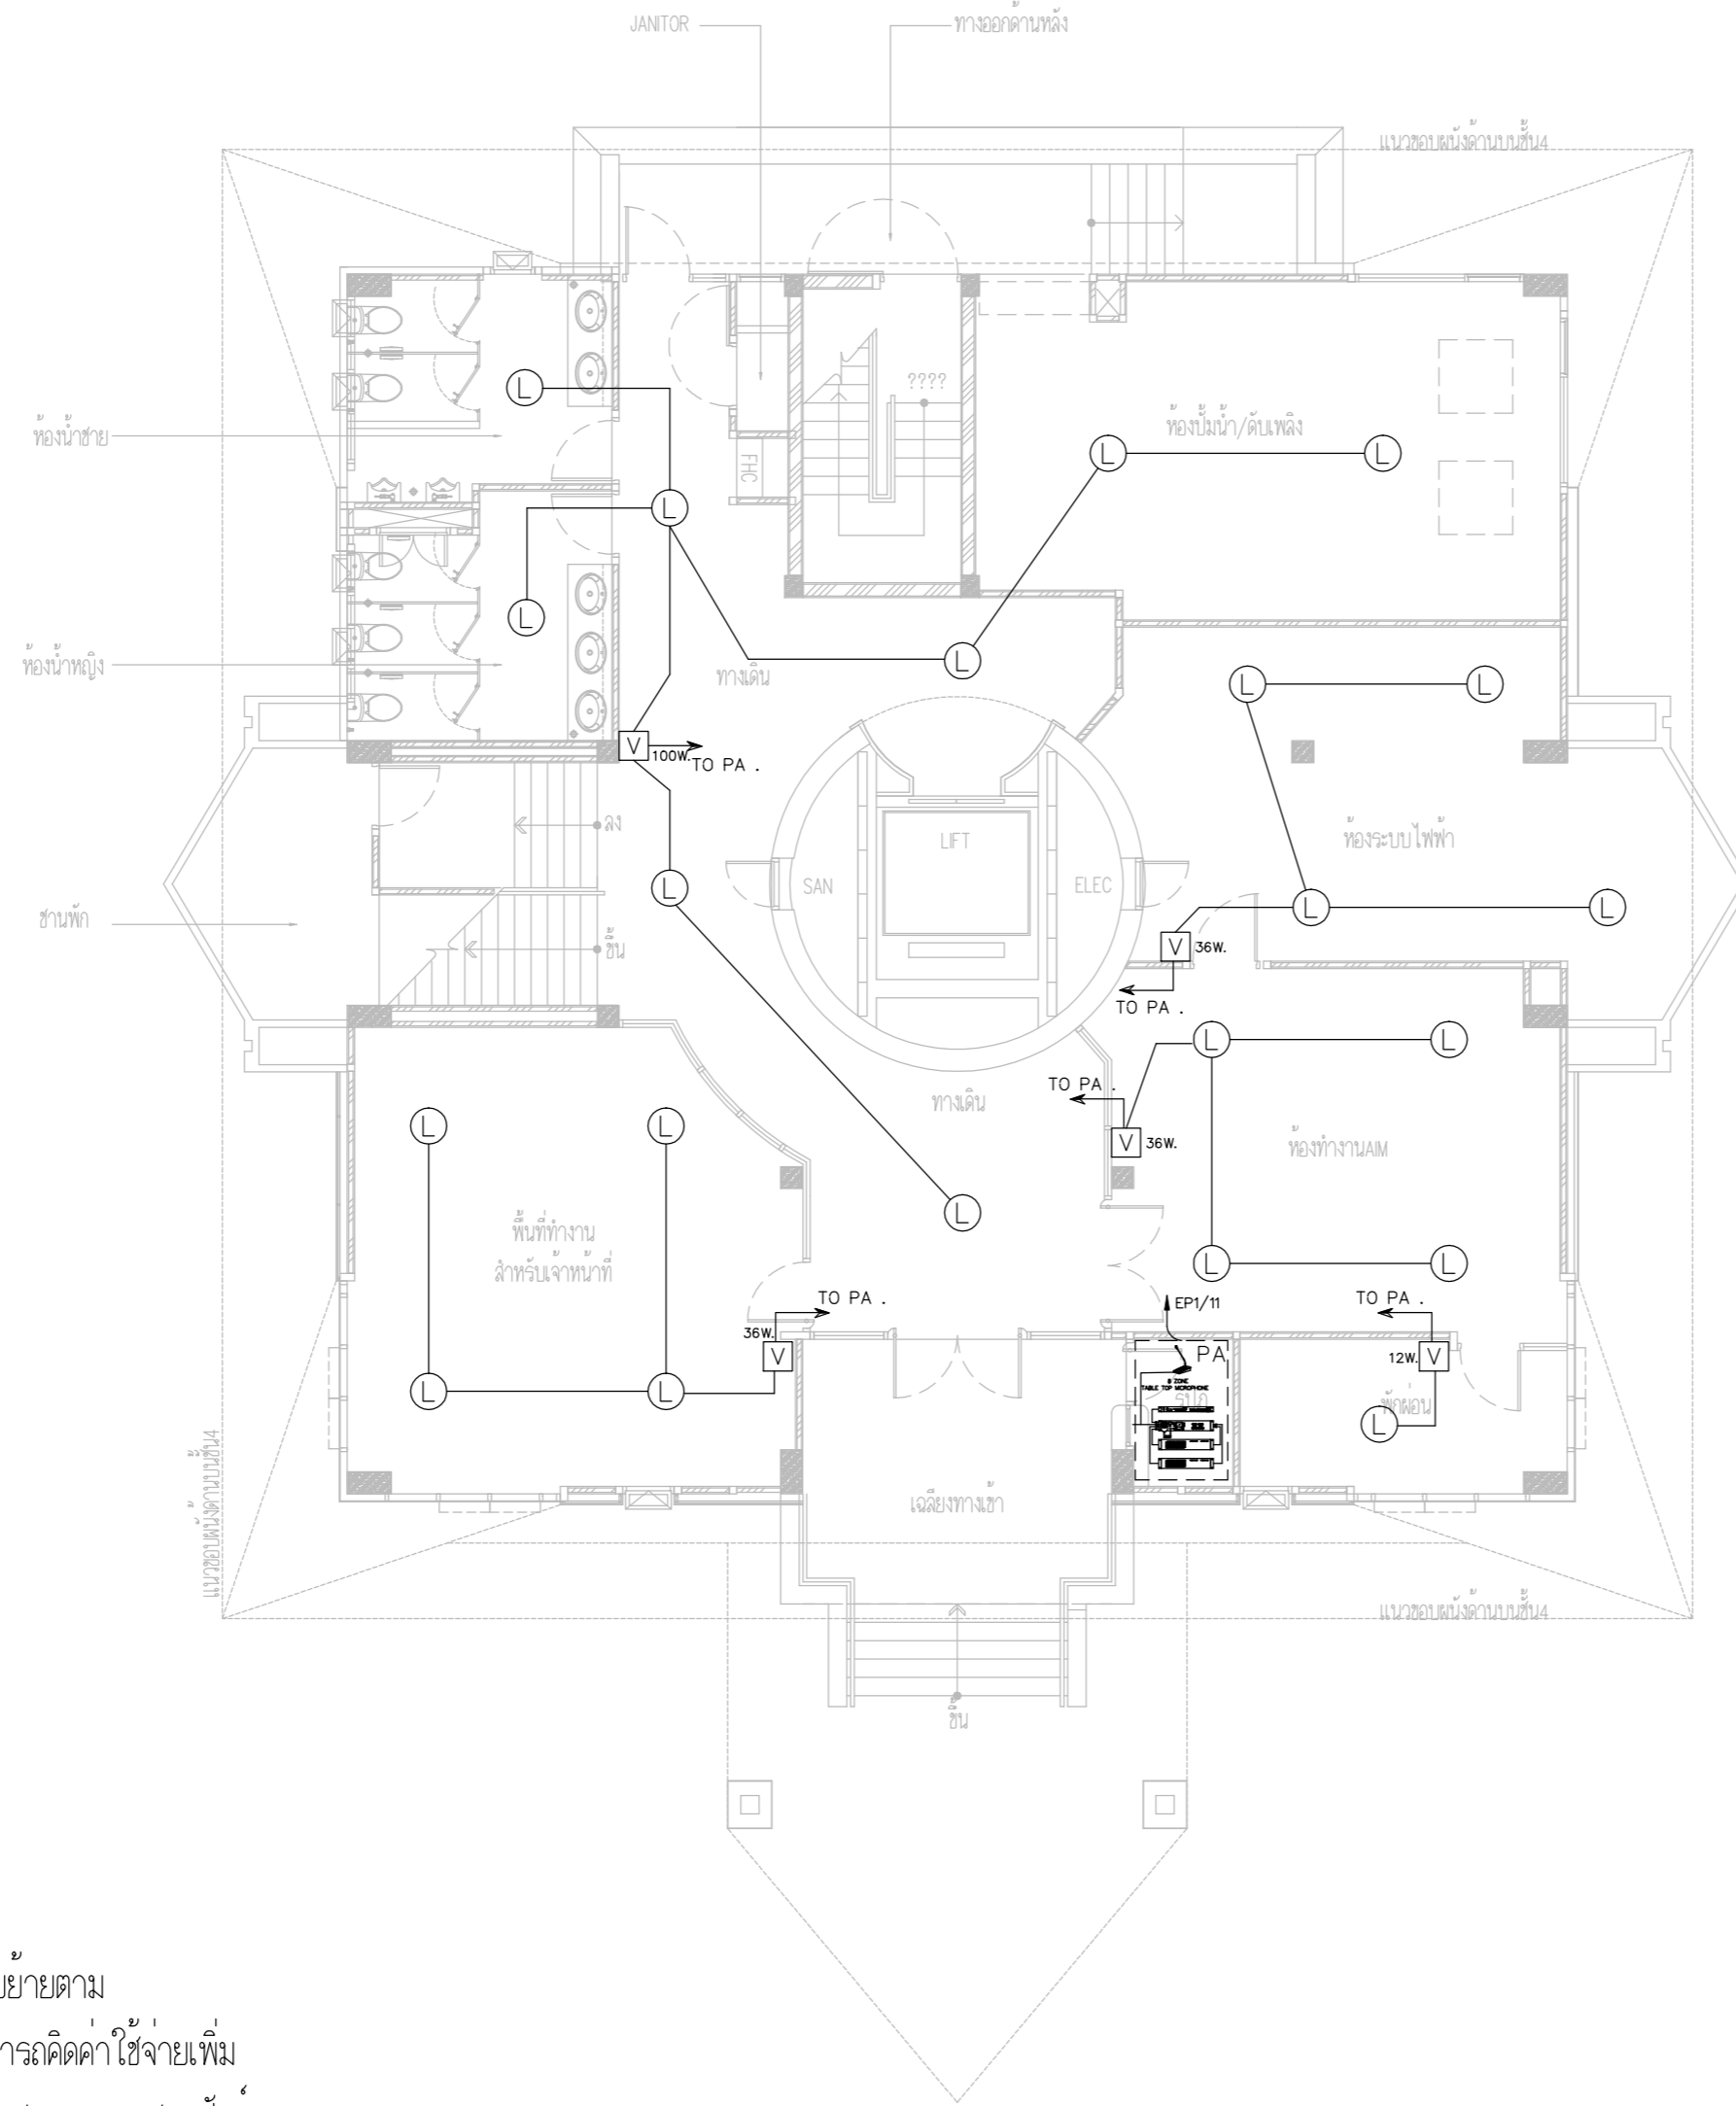 JANITOR
ทางออกด้านหลัง
แนวขอบผนังด้านบนชั้น4
????
ห้องปั้มน้ำ/ดับเพลิง
L
L
L
ห้องน้ำชาย
FHC
L
L
ห้องน้ำหญิง
L
ทางเดิน
L
L
V
100W.
TO PA .
ลง
LIFT
ห้องระบบไฟฟ้า
SAN
ELEC
L
L
L
ชานพัก
ขึ้น
V
36W.
TO PA .
L
L
TO PA .
ทางเดิน
L
L
V
36W.
ห้องทำงานAIM
L
พื้นที่ทำงาน
สำหรับเจ้าหน้าที่
L
L
TO PA .
EP1/11
TO PA .
36W.
V
PA
12W.
V
8 ZONE
TABLE TOP MICROPHONE
รปภ
พักผ่อน
L
L
L
แนวขอบผนังด้านบนชั้น4
เฉลียงทางเข้า
แนวขอบผนังด้านบนชั้น4
ขึ้น
ย้ายตาม
ารถคิดค่าใช้จ่ายเพิ่ม